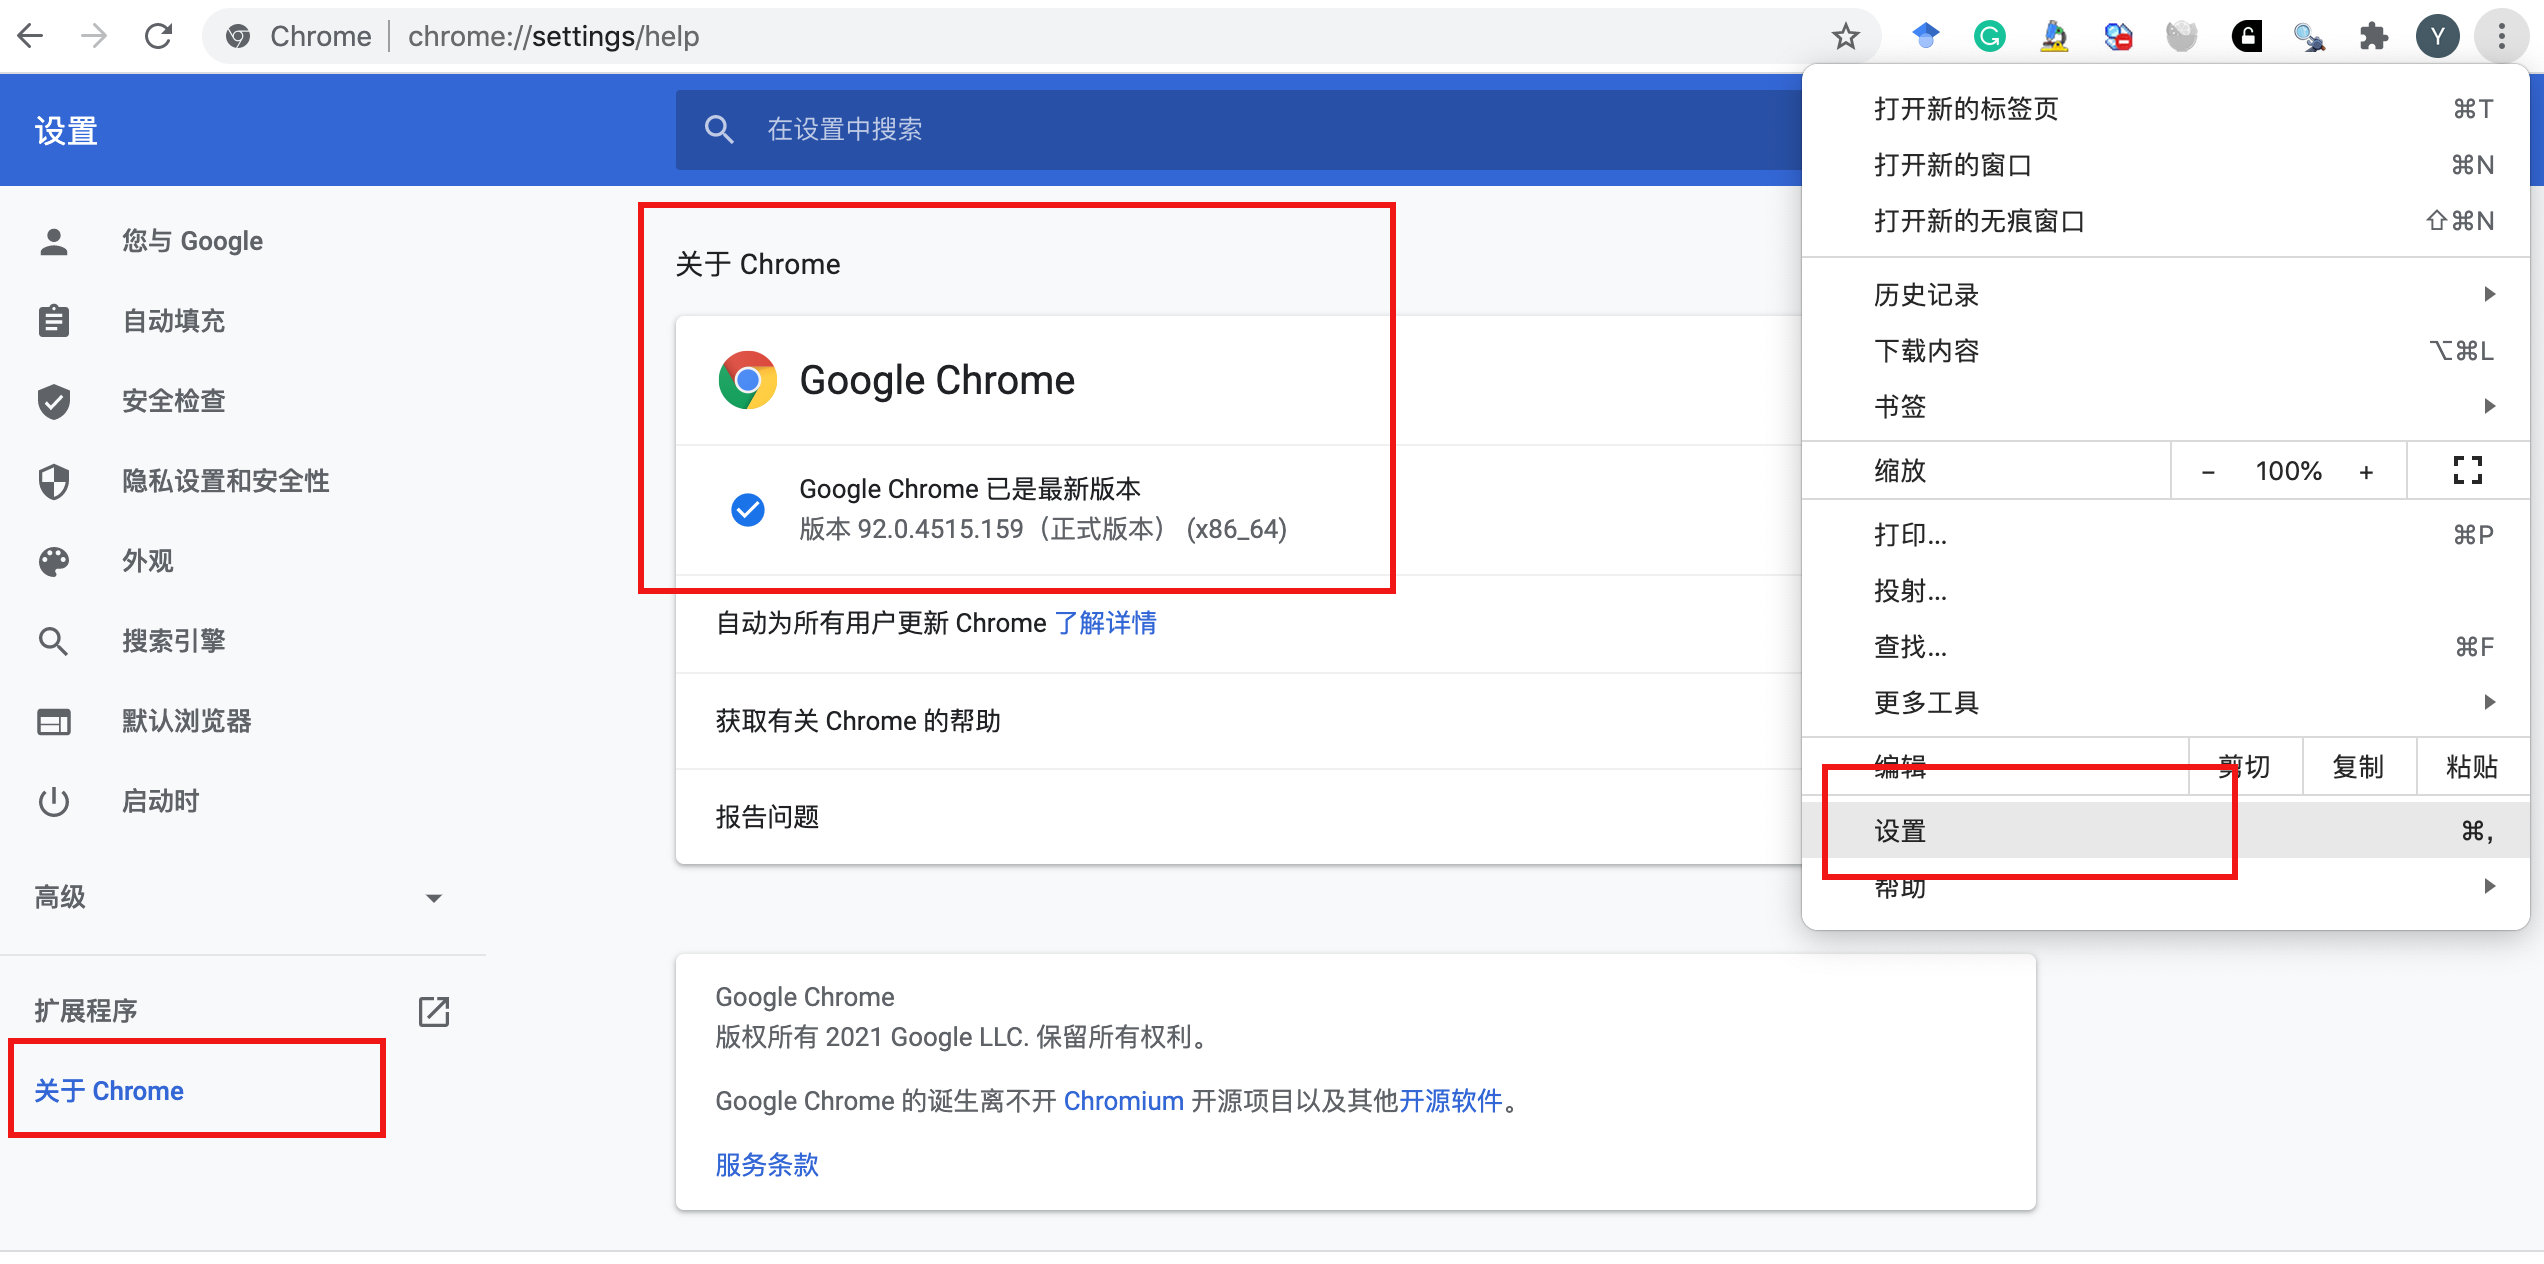 Chrome | chrome://settings/help
Y
设置
在设置中搜索
您与 Google
自动填充
安全检查
隐私设置和安全性
外观
搜索引擎
默认浏览器
启动时
高级
扩展程序
关于 Chrome
关于 Chrome
Google Chrome
Google Chrome 已是最新版本
版本 92.0.4515.159（正式版本） (x86_64)
自动为所有用户更新 Chrome 了解详情
获取有关 Chrome 的帮助
报告问题
Google Chrome
版权所有 2021 Google LLC. 保留所有权利。
Google Chrome 的诞生离不开 Chromium 开源项目以及其他开源软件。
服务条款
打开新的标签页 ⌘T
打开新的窗口 ⌘N
打开新的无痕窗口 ⇧⌘N
历史记录
下载内容 ⌥⌘L
书签
缩放 − 100% +
打印... ⌘P
投射...
查找... ⌘F
更多工具
编辑 剪切 复制 粘贴
设置 ⌘,
帮助